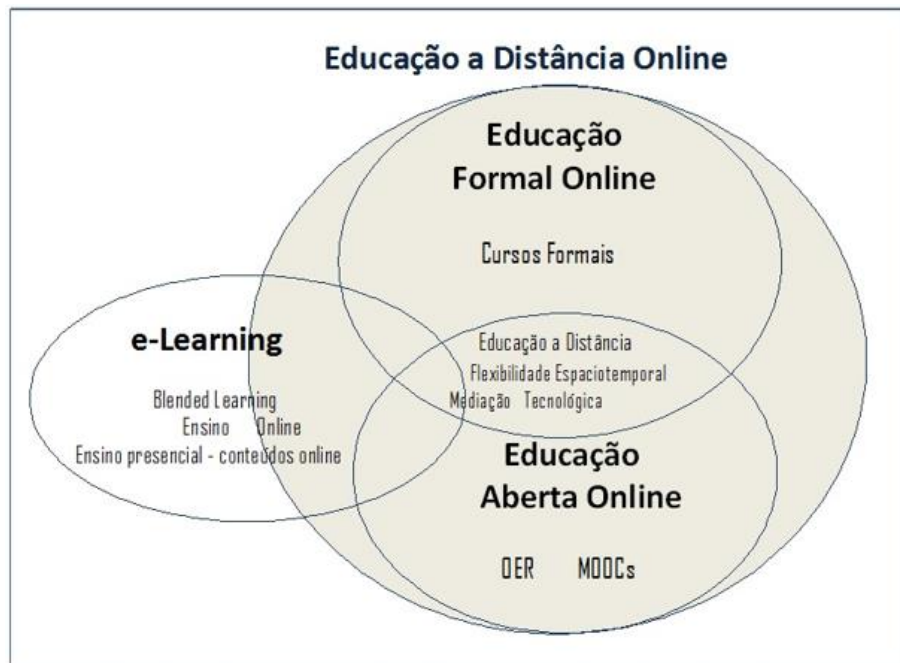 Educação a Distância Online
Educação
Formal Online
Cursos Formais
e-Learning
Blended Learning
Ensino Online
Ensino presencial - conteúdos online
Educação a Distância
Flexibilidade Espaciotemporal
Mediação Tecnológica
Educação
Aberta Online
OER MOOCs